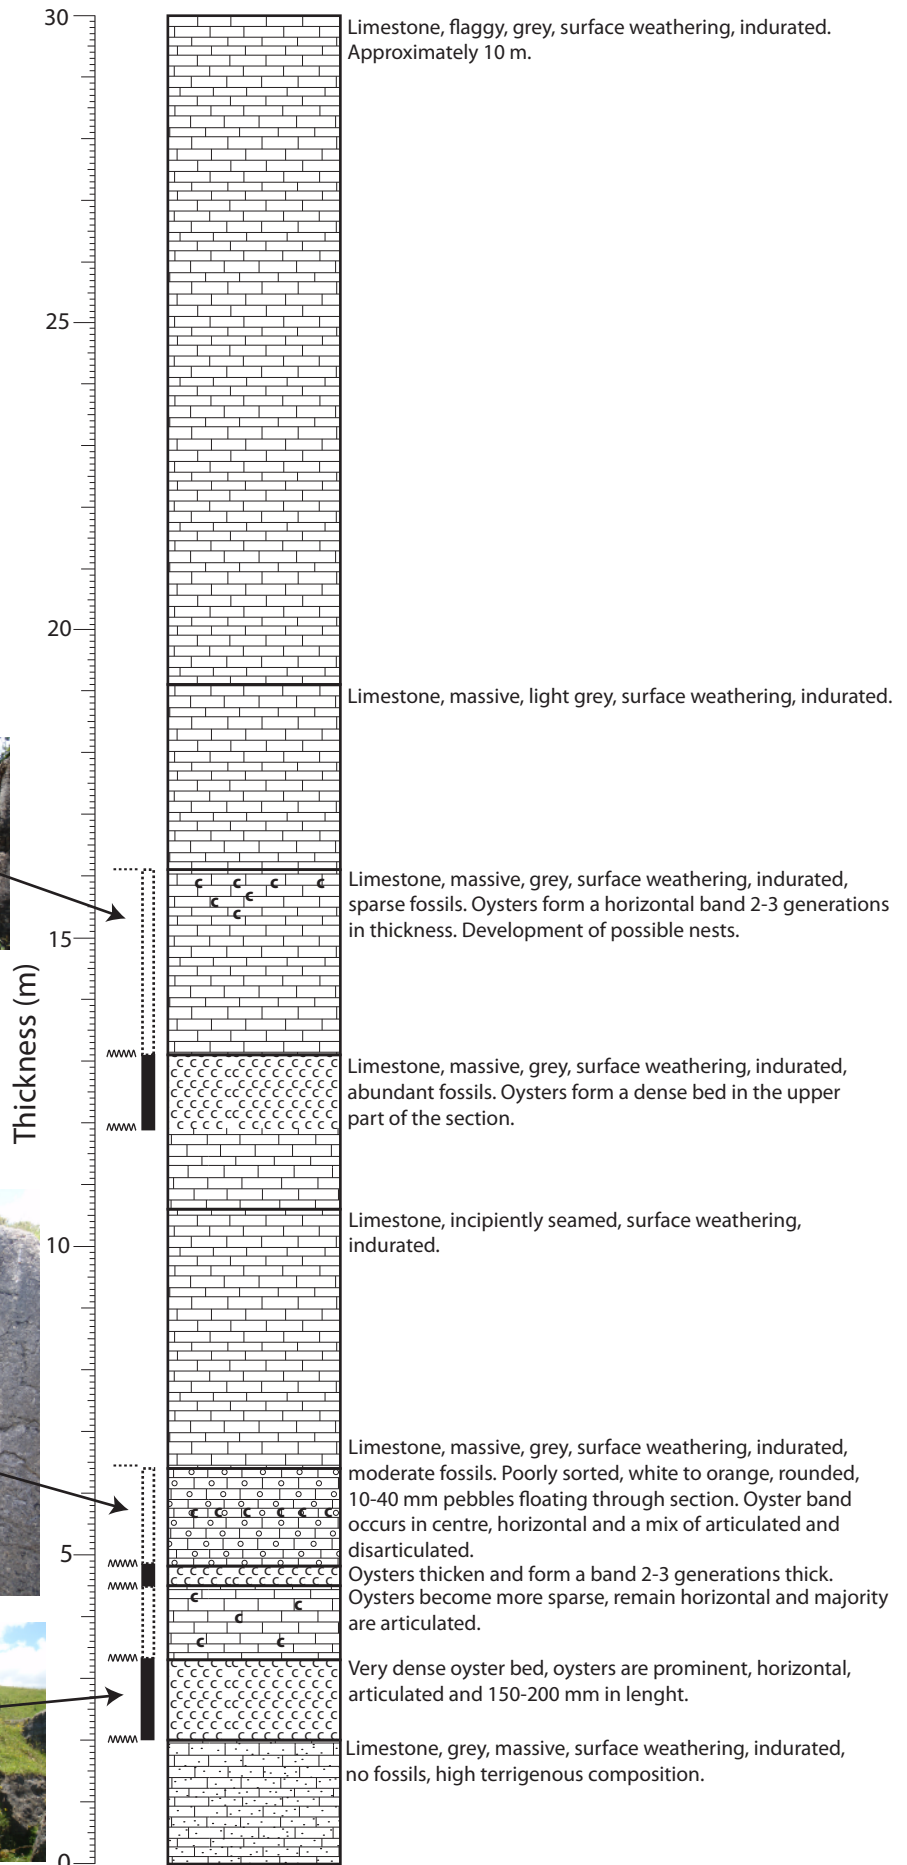 30
Limestone, flaggy, grey, surface weathering, indurated.
Approximately 10 m.
25
20
Limestone, massive, light grey, surface weathering, indurated.
Limestone, massive, grey, surface weathering, indurated,
sparse fossils. Oysters form a horizontal band 2-3 generations
in thickness. Development of possible nests.
15
Thickness (m)
Limestone, massive, grey, surface weathering, indurated,
abundant fossils. Oysters form a dense bed in the upper
part of the section.
Limestone, incipiently seamed, surface weathering,
indurated.
10
Limestone, massive, grey, surface weathering, indurated,
moderate fossils. Poorly sorted, white to orange, rounded,
10-40 mm pebbles floating through section. Oyster band
occurs in centre, horizontal and a mix of articulated and
disarticulated.
5
Oysters thicken and form a band 2-3 generations thick.
Oysters become more sparse, remain horizontal and majority
are articulated.
Very dense oyster bed, oysters are prominent, horizontal,
articulated and 150-200 mm in lenght.
Limestone, grey, massive, surface weathering, indurated,
no fossils, high terrigenous composition.
0